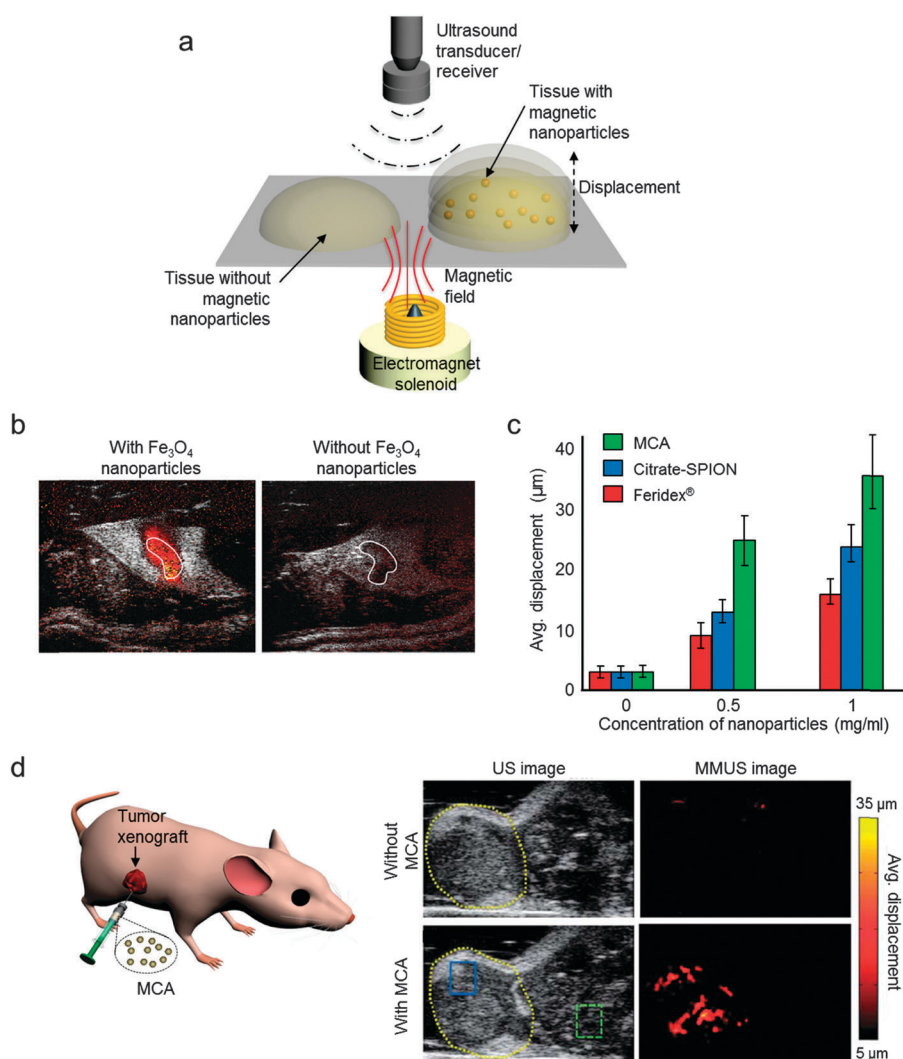 a
Ultrasound
transducer/
receiver
Tissue with
magnetic
nanoparticles
Displacement
Tissue without
magnetic
nanoparticles
Magnetic
field
Electromagnet
solenoid
b
With Fe₃O₄
nanoparticles
Without Fe₃O₄
nanoparticles
c
MCA
Citrate-SPION
Feridex®
Avg. displacement (µm)
40
30
20
10
0
0
0.5
1
Concentration of nanoparticles (mg/ml)
d
Tumor
xenograft
MCA
US image
MMUS image
Without
MCA
With MCA
35 µm
Avg. displacement
5 µm